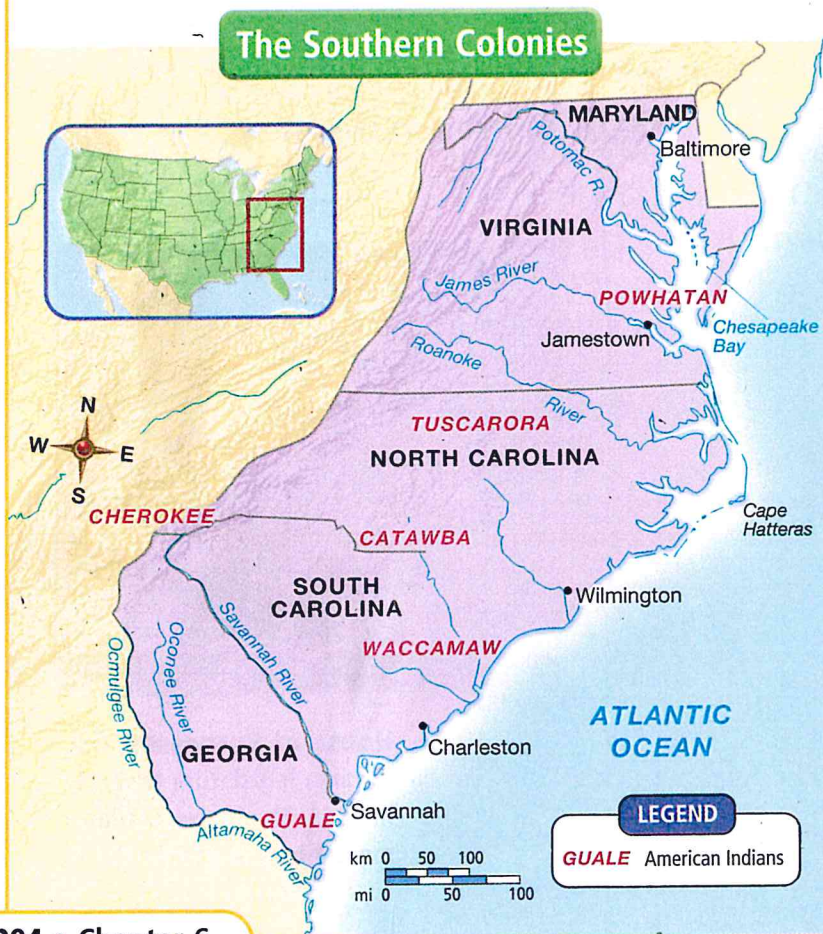 The Southern Colonies
MARYLAND
Baltimore
Potomac R.
VIRGINIA
James River
POWHATAN
Chesapeake
Bay
Jamestown
Roanoke
River
TUSCARORA
NORTH CAROLINA
N
W
E
S
CHEROKEE
CATAWBA
Cape
Hatteras
SOUTH
CAROLINA
Wilmington
WACCAMAW
Savannah River
Oconee River
Ocmulgee River
ATLANTIC
OCEAN
Charleston
GEORGIA
Savannah
GUALE
Altamaha River
LEGEND
GUALE American Indians
km 0 50 100
mi 0 50 100
Chapter